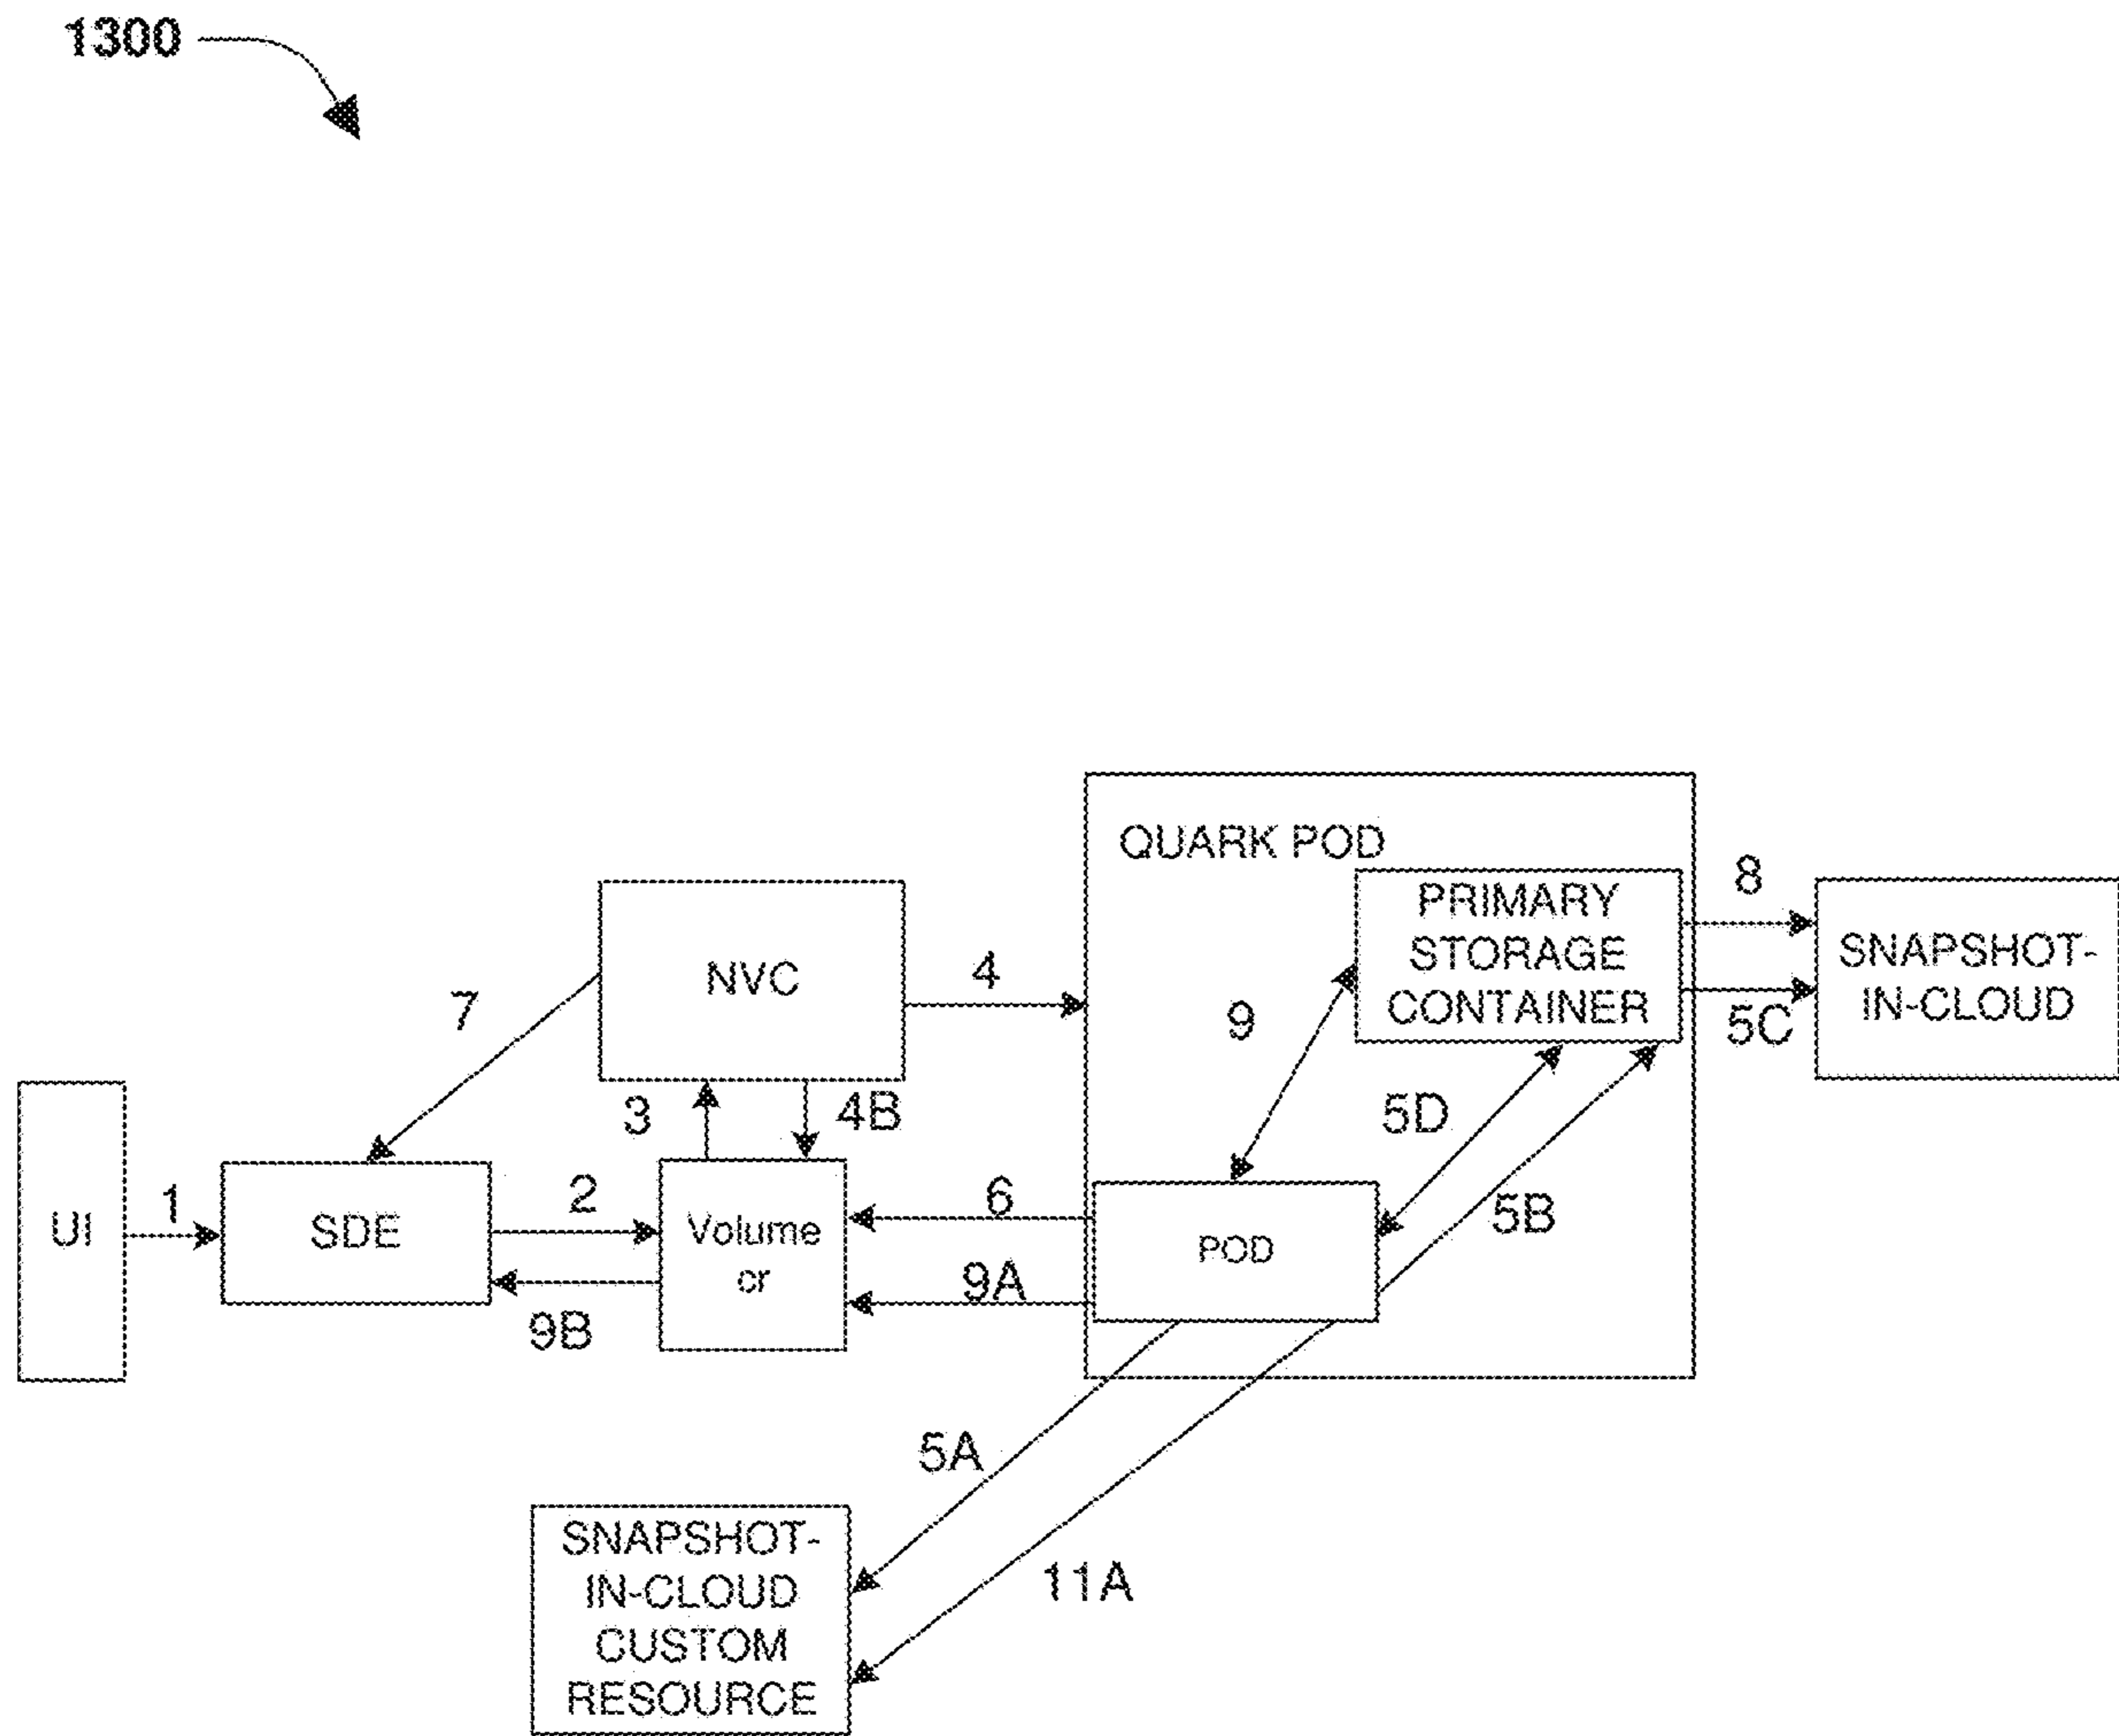 1300
QUARK POD
8
PRIMARY
STORAGE
CONTAINER
SNAPSHOT-
IN-CLOUD
NVC
4
7
9
5C
3
4B
5D
1
2
6
5B
UI
SDE
Volume
cr
POD
9A
9B
5A
SNAPSHOT-
IN-CLOUD
CUSTOM
RESOURCE
11A